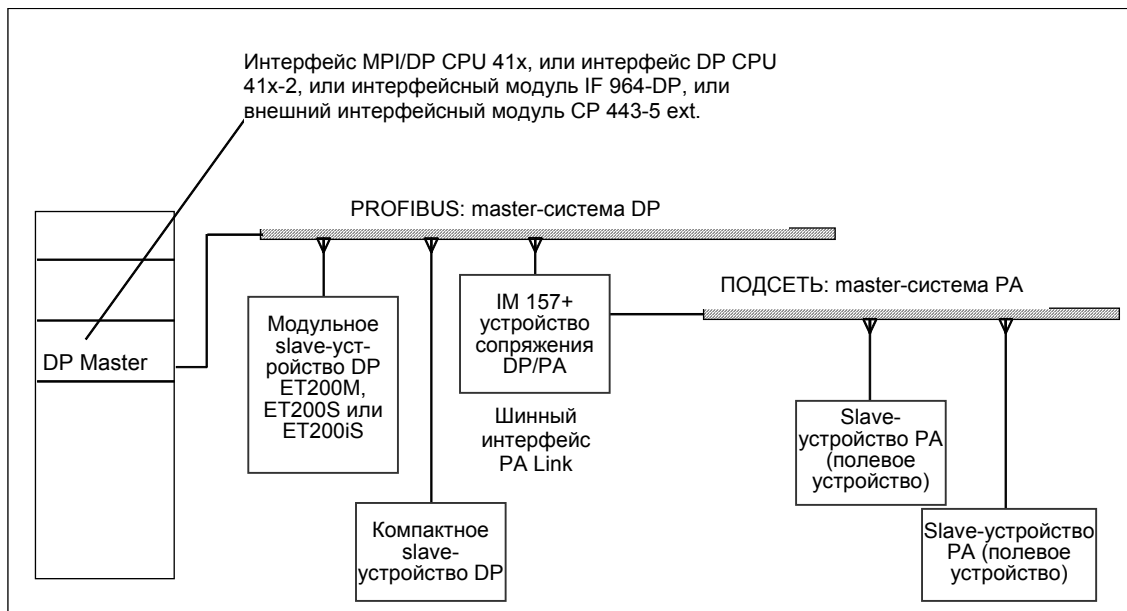 Интерфейс MPI/DP CPU 41x, или интерфейс DP CPU
41x-2, или интерфейсный модуль IF 964-DP, или
внешний интерфейсный модуль CP 443-5 ext.
PROFIBUS: master-система DP
ПОДСЕТЬ: master-система PA
DP Master
Модульное
slave-уст-
ройство DP
ET200M,
ET200S или
ET200iS
IM 157+
устройство
сопряжения
DP/PA
Шинный
интерфейс
PA Link
Компактное
slave-
устройство DP
Slave-
устройство PA
(полевое
устройство)
Slave-устройство
PA (полевое
устройство)